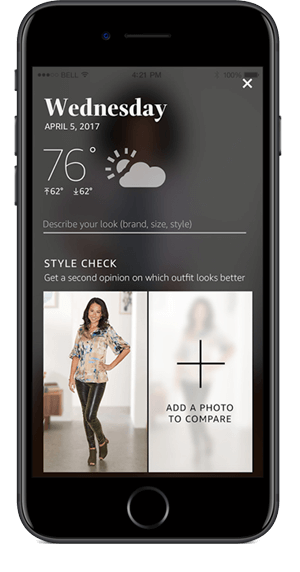 BELL 4:21 PM 100%
Wednesday
APRIL 5, 2017
76°
62° 62°
Describe your look (brand, size, style)
STYLE CHECK
Get a second opinion on which outfit looks better
ADD A PHOTO
TO COMPARE